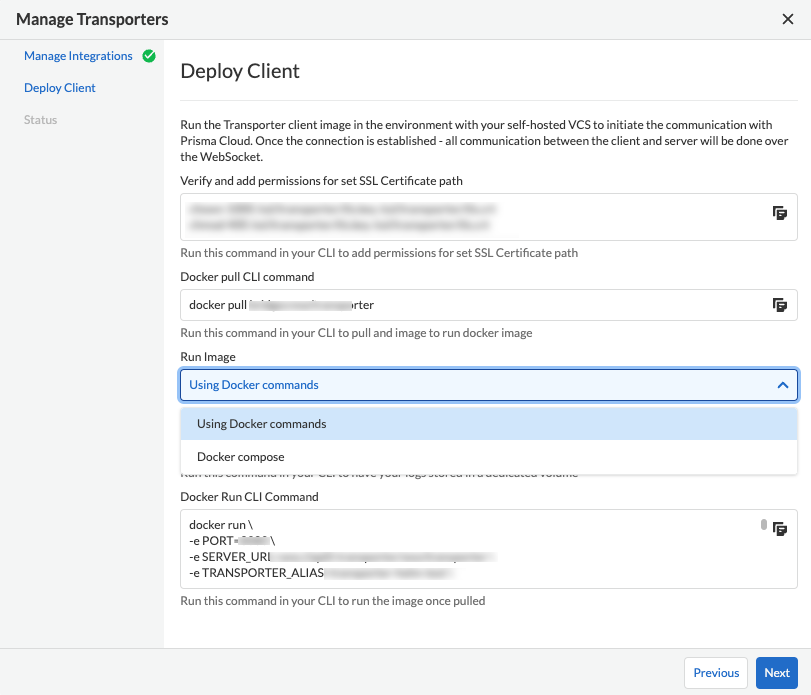 Manage Transporters
Manage Integrations
Deploy Client
Status
Deploy Client
Run the Transporter client image in the environment with your self-hosted VCS to initiate the communication with
Prisma Cloud. Once the connection is established - all communication between the client and server will be done over
the WebSocket.
Verify and add permissions for set SSL Certificate path
Run this command in your CLI to add permissions for set SSL Certificate path
Docker pull CLI command
docker pull rter
Run this command in your CLI to pull and image to run docker image
Run Image
Using Docker commands
Using Docker commands
Docker compose
Run this command in your CLI to have your logs stored in a dedicated volume
Docker Run CLI Command
docker run \
-e PORT= \
-e SERVER_URL
-e TRANSPORTER_ALIAS
Run this command in your CLI to run the image once pulled
Previous
Next